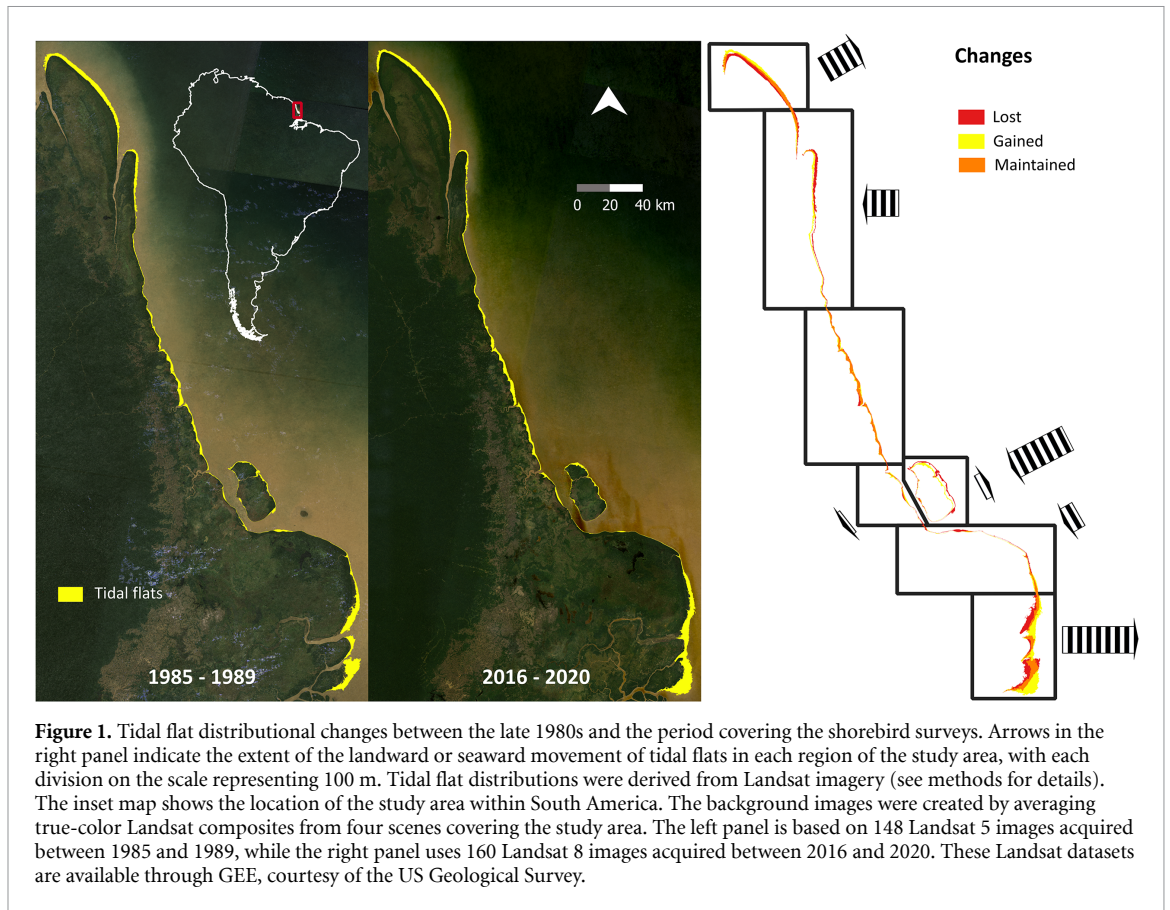 Changes
Lost
Gained
Maintained
0 20 40 km
Tidal flats
1985 - 1989
2016 - 2020
Figure 1. Tidal flat distributional changes between the late 1980s and the period covering the shorebird surveys. Arrows in the
right panel indicate the extent of the landward or seaward movement of tidal flats in each region of the study area, with each
division on the scale representing 100 m. Tidal flat distributions were derived from Landsat imagery (see methods for details).
The inset map shows the location of the study area within South America. The background images were created by averaging
true-color Landsat composites from four scenes covering the study area. The left panel is based on 148 Landsat 5 images acquired
between 1985 and 1989, while the right panel uses 160 Landsat 8 images acquired between 2016 and 2020. These Landsat datasets
are available through GEE, courtesy of the US Geological Survey.